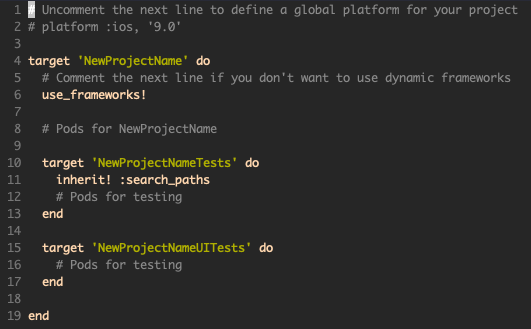 1 # Uncomment the next line to define a global platform for your project
2 # platform :ios, '9.0'
3
4 target 'NewProjectName' do
5   # Comment the next line if you don't want to use dynamic frameworks
6   use_frameworks!
7
8   # Pods for NewProjectName
9
10   target 'NewProjectNameTests' do
11     inherit! :search_paths
12     # Pods for testing
13   end
14
15   target 'NewProjectNameUITests' do
16     # Pods for testing
17   end
18
19 end